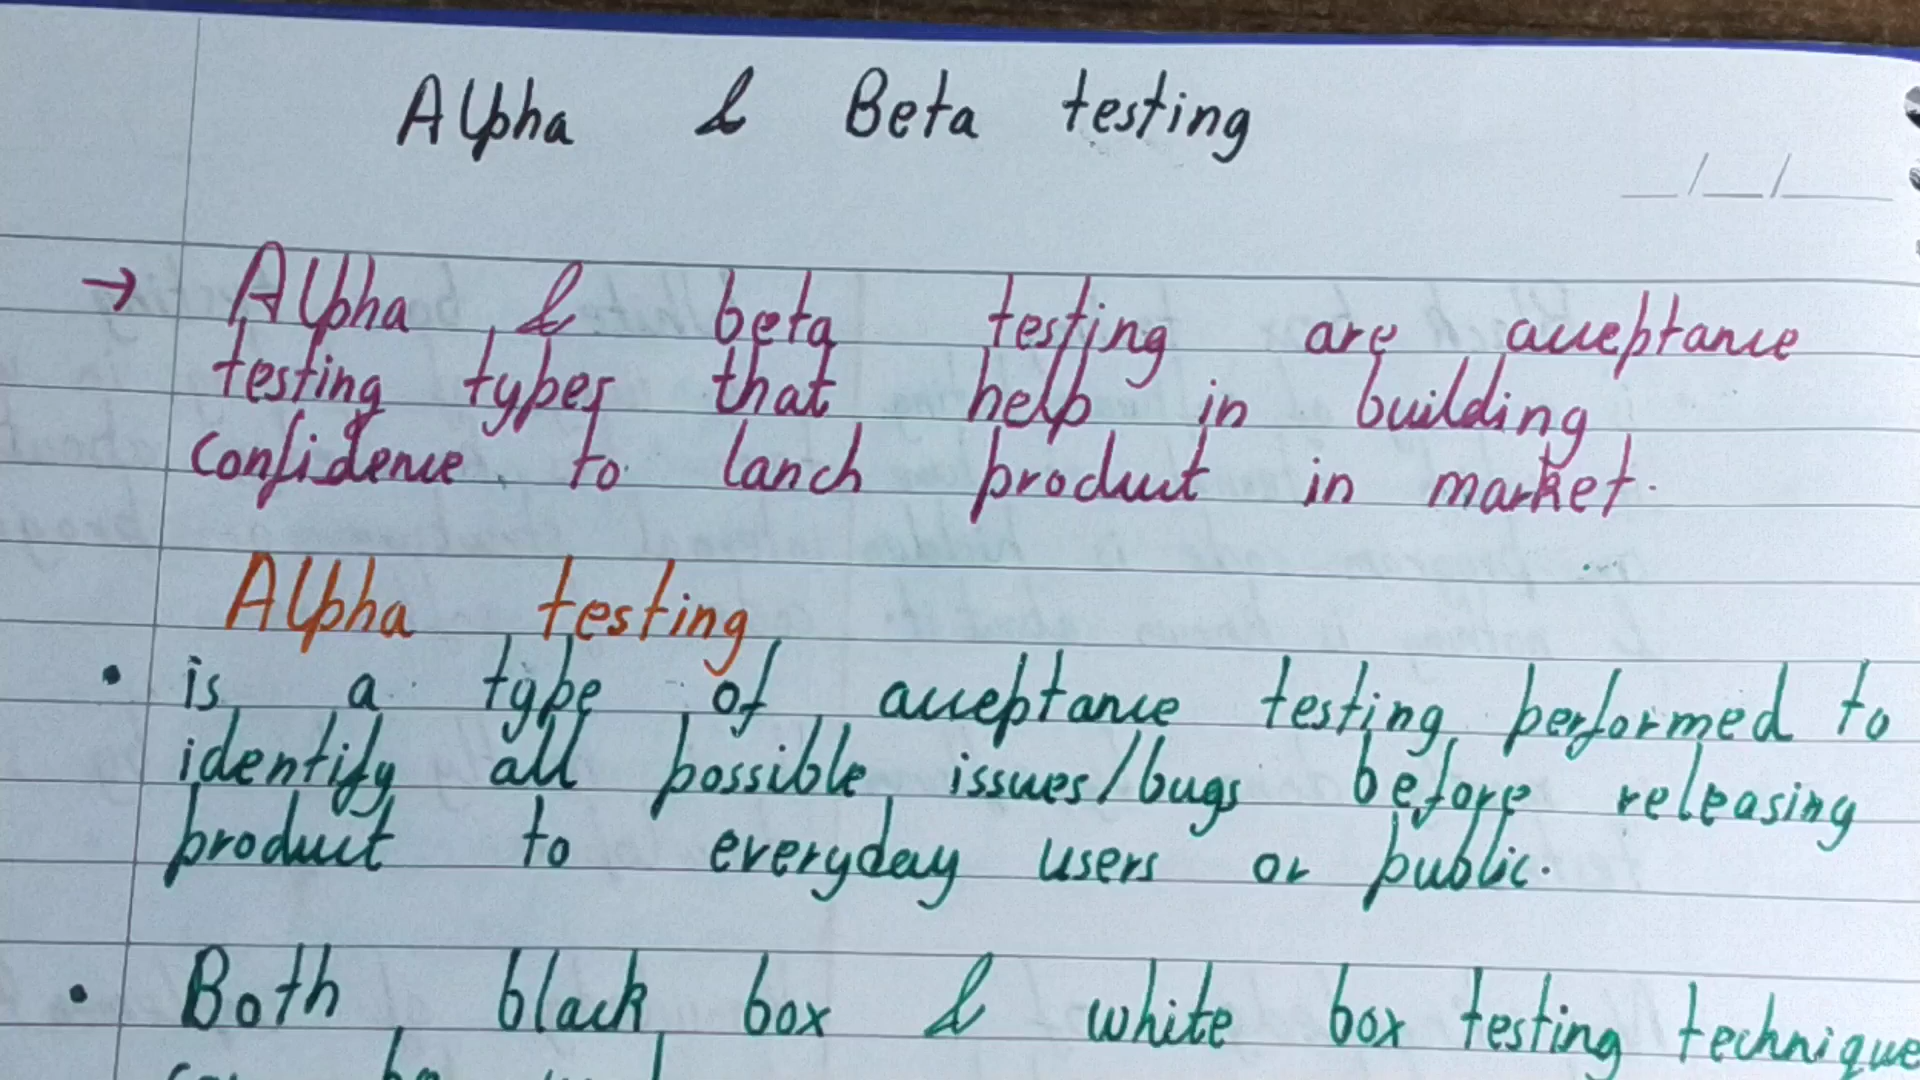 Alpha & Beta testing
→ Alpha & beta testing are acceptance
testing types that help in building
confidence to lanch product in market.
Alpha testing
• is a type of acceptance testing performed to
identify all possible issues/bugs before releasing
product to everyday users or public.
• Both black box & white box testing technique